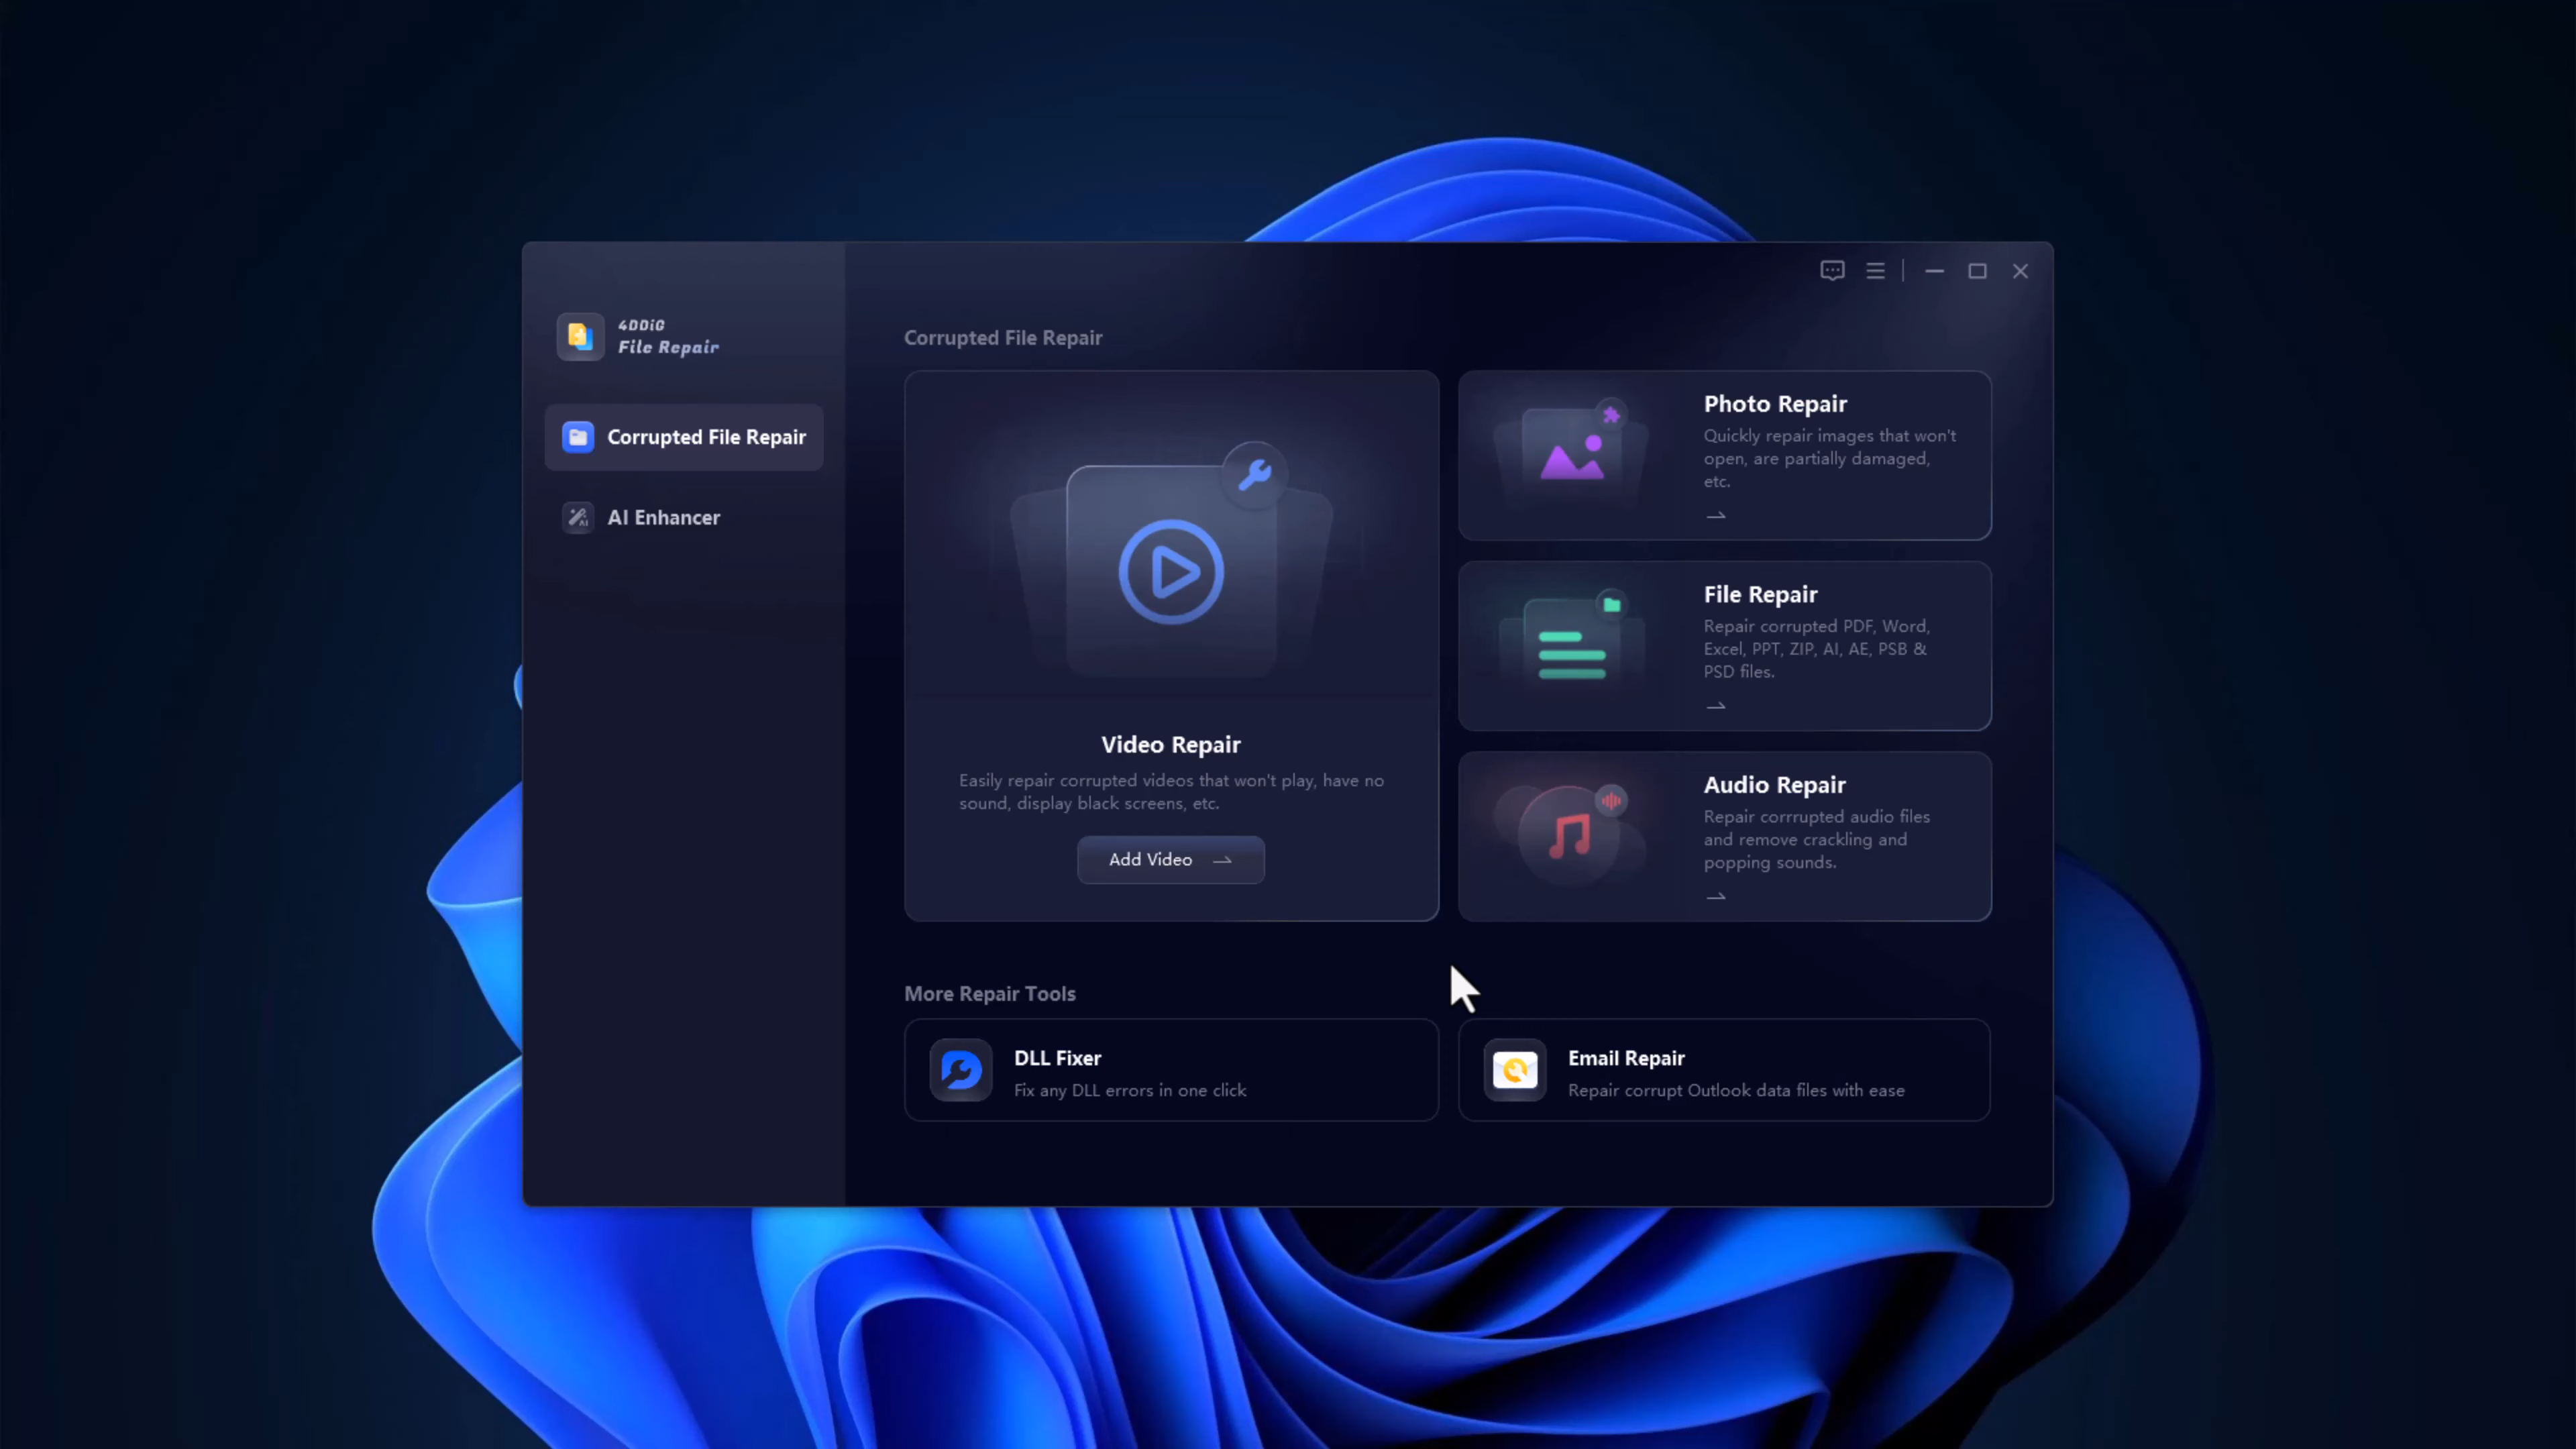 4DDiG
File Repair
Corrupted File Repair
AI Enhancer
Corrupted File Repair
Video Repair
Easily repair corrupted videos that won't play, have no
sound, display black screens, etc.
Add Video
Photo Repair
Quickly repair images that won't
open, are partially damaged,
etc.
File Repair
Repair corrupted PDF, Word,
Excel, PPT, ZIP, AI, AE, PSB &
PSD files.
Audio Repair
Repair corrrupted audio files
and remove crackling and
popping sounds.
More Repair Tools
DLL Fixer
Fix any DLL errors in one click
Email Repair
Repair corrupt Outlook data files with ease